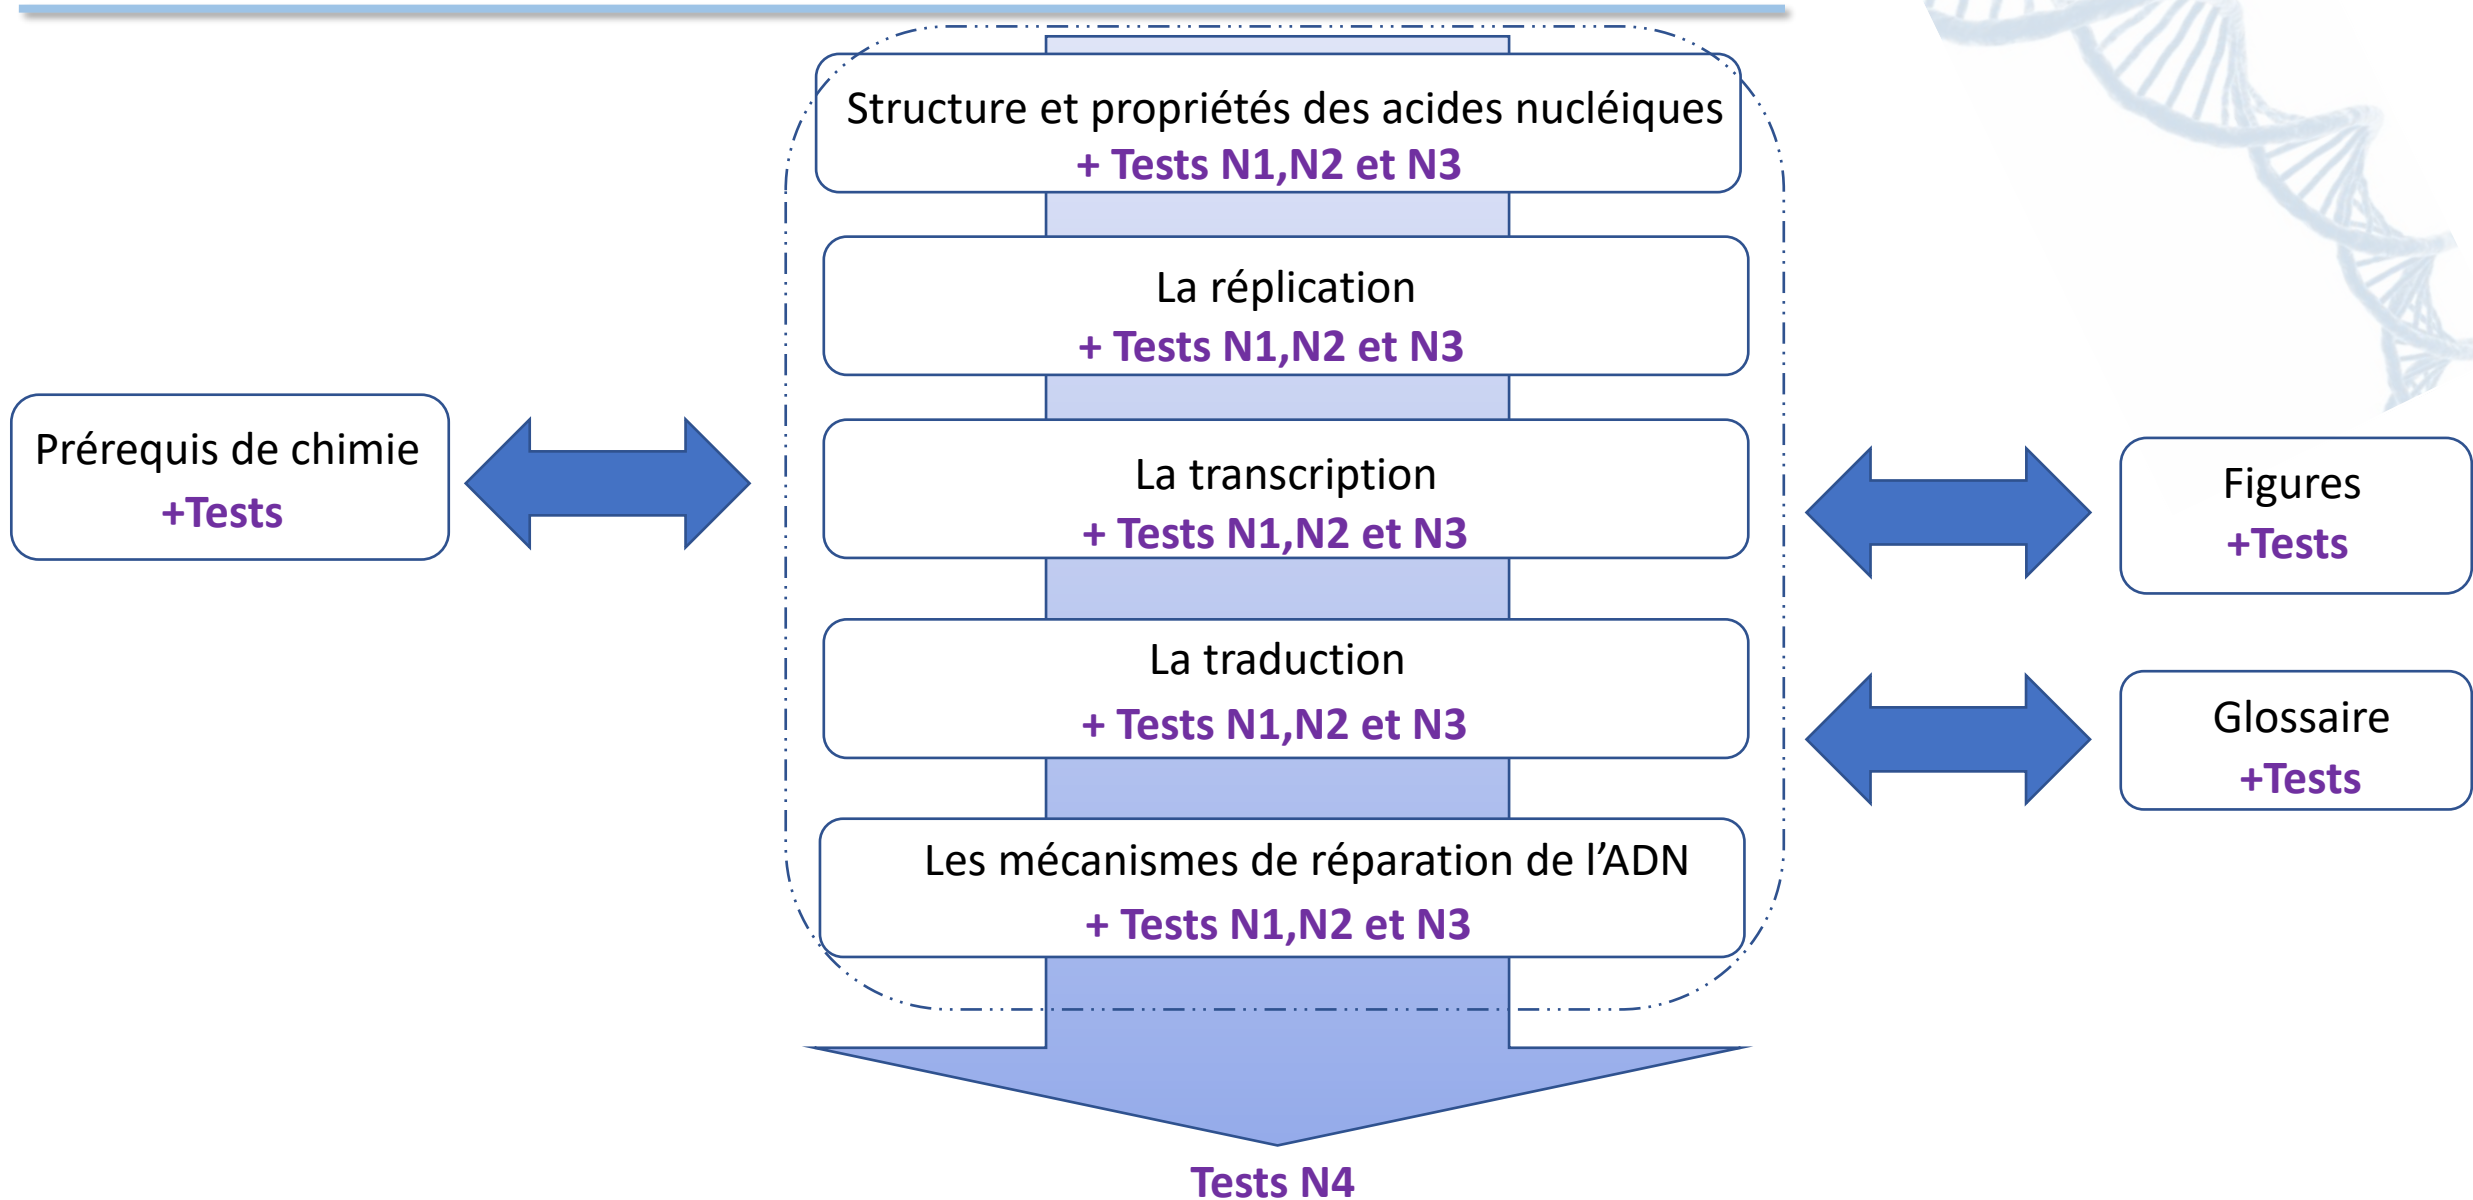 Structure et propriétés des acides nucléiques
+ Tests N1,N2 et N3
La réplication
+ Tests N1,N2 et N3
Prérequis de chimie
+Tests
La transcription
+ Tests N1,N2 et N3
Figures
+Tests
La traduction
+ Tests N1,N2 et N3
Glossaire
+Tests
Les mécanismes de réparation de l’ADN
+ Tests N1,N2 et N3
Tests N4